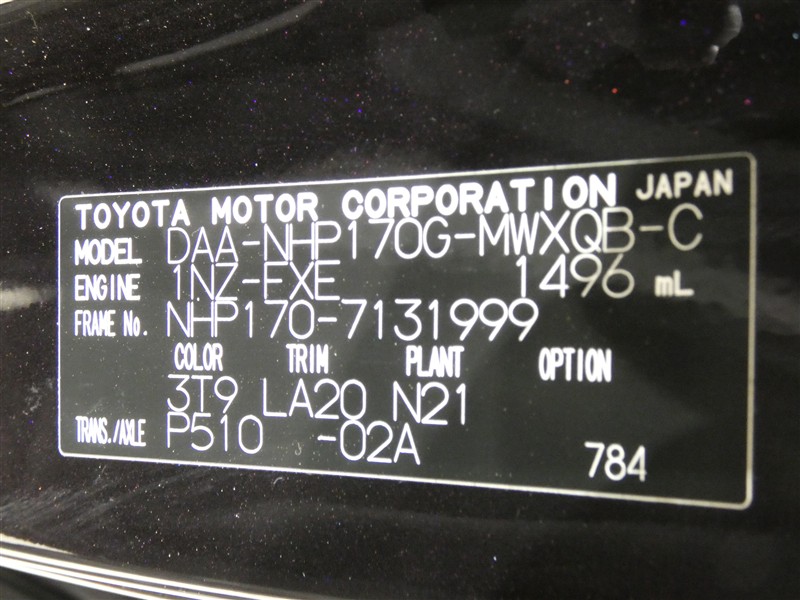 TOYOTA MOTOR CORPORATION JAPAN
MODEL DAA-NHP170G-MWXQB-C
ENGINE 1NZ-FXE 1496 mL
FRAME No. NHP170-7131999
COLOR TRIM PLANT OPTION
3T9 LA20 N21
TRANS./AXLE P510 -02A 784